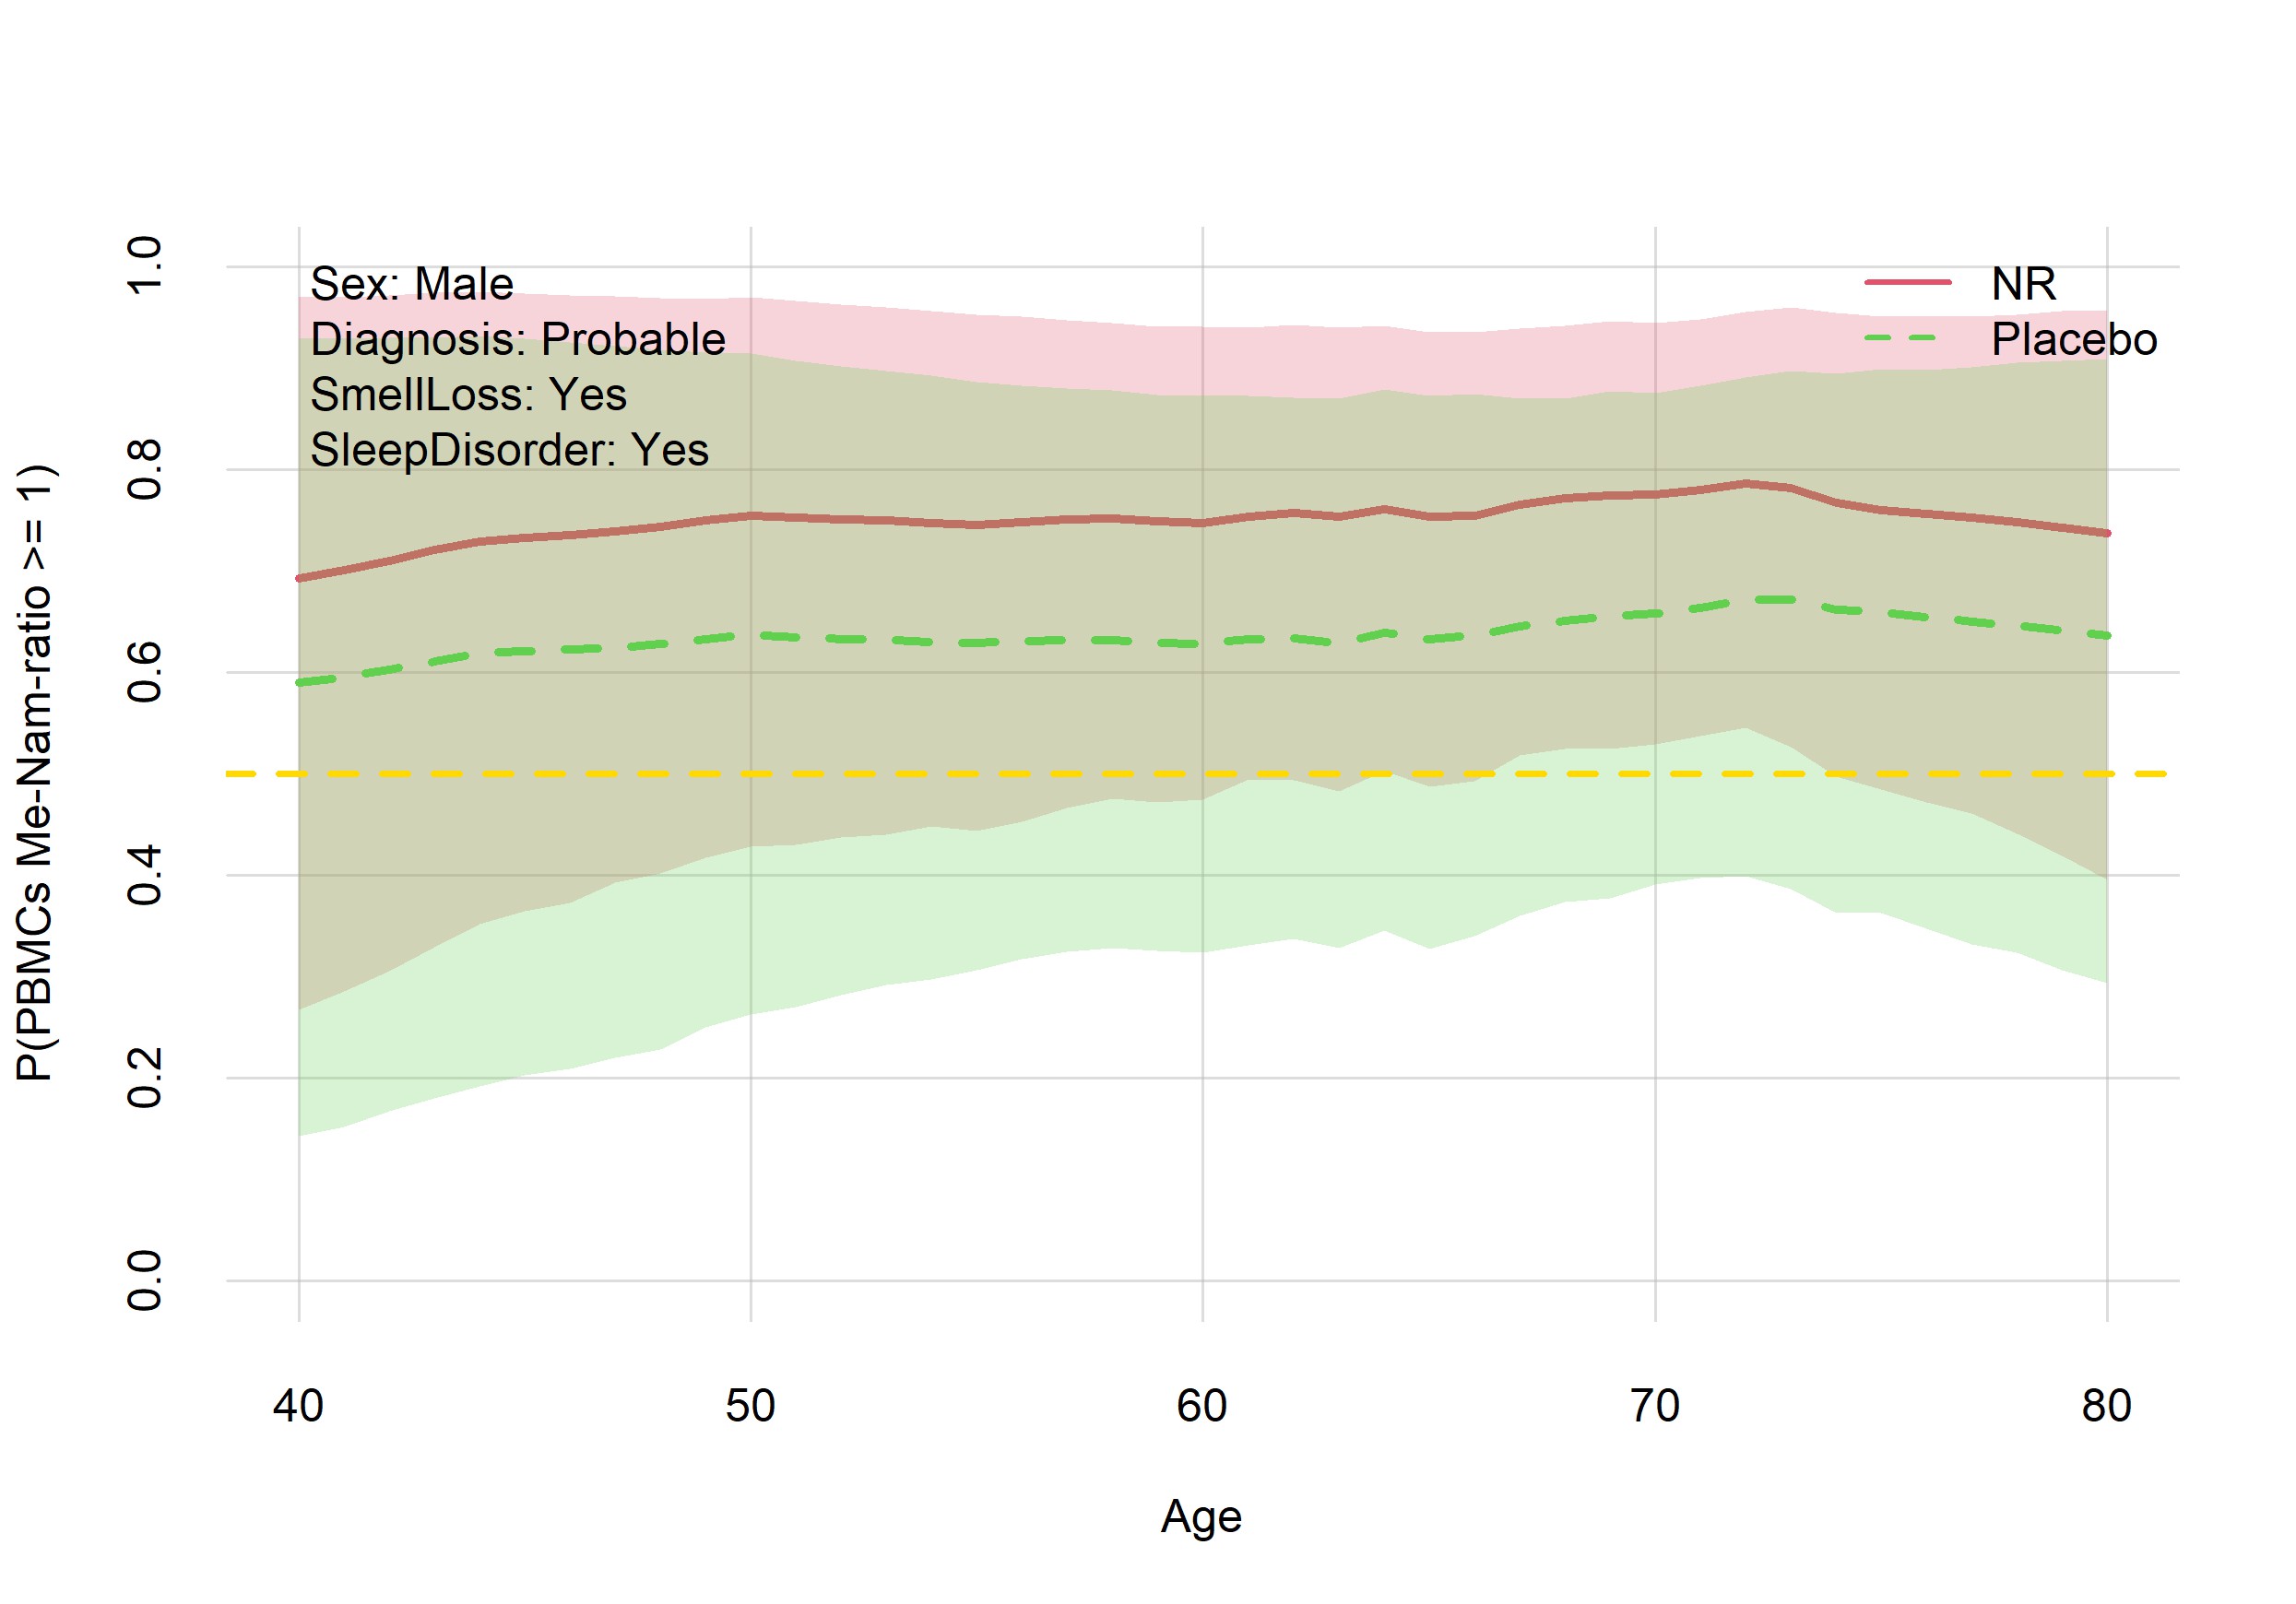 Sex: Male
Diagnosis: Probable
SmellLoss: Yes
SleepDisorder: Yes
NR
Placebo
P(PBMCs Me-Nam-ratio >= 1)
1.0
0.8
0.6
0.4
0.2
0.0
40 50 60 70 80
Age